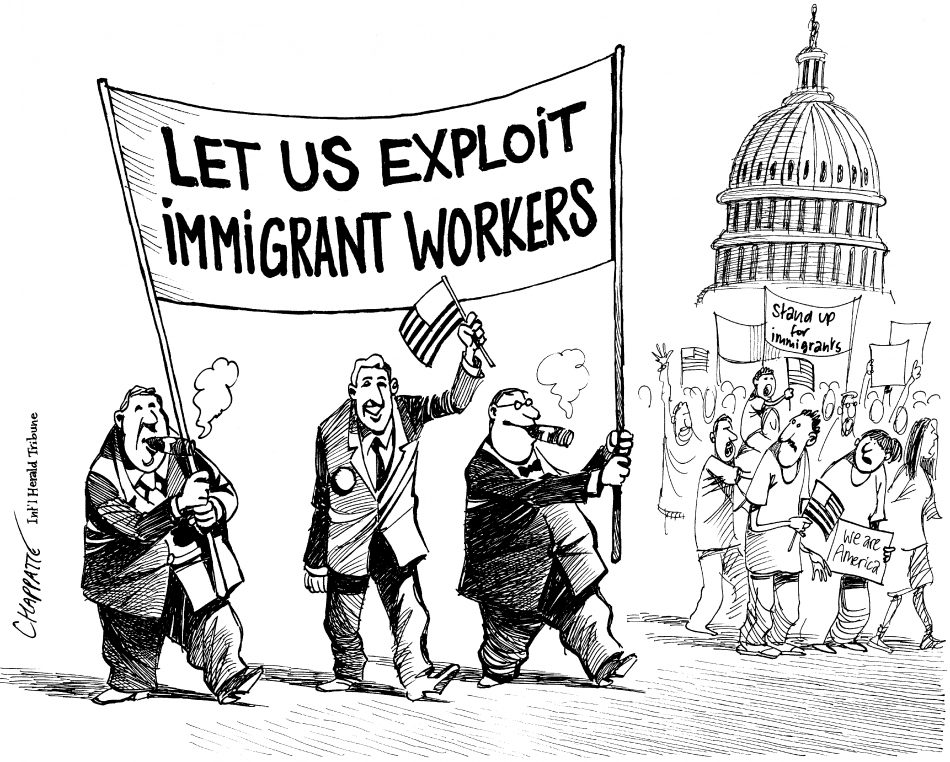 LET US EXPLOIT
IMMIGRANT WORKERS
Stand up
for
immigrants
We are
America
CHAPPATTE
Int'l Herald Tribune